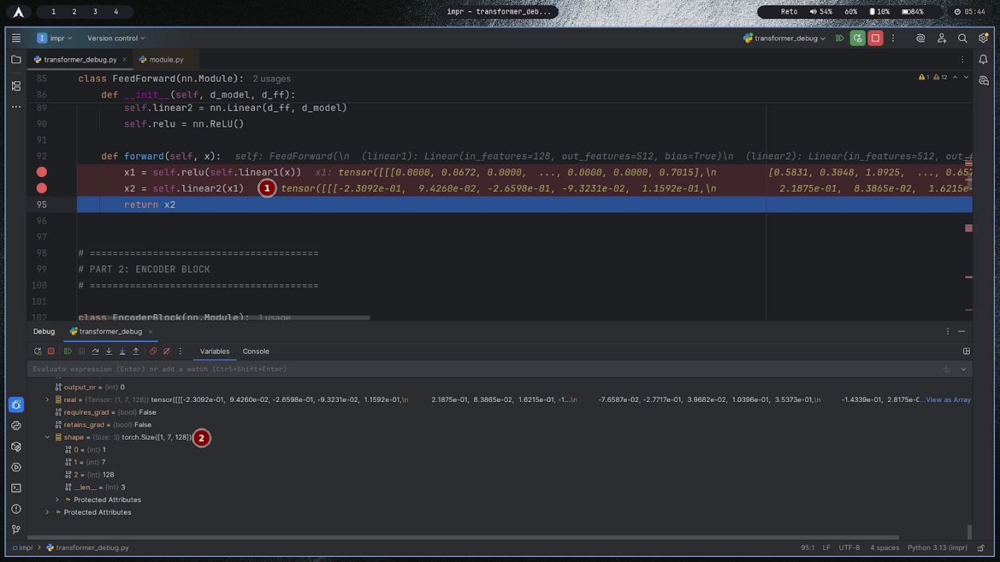 1 2 3 4
impr - transformer_deb...
Reto 54% 60% 10% 84% 05:44
I impr Version control
transformer_debug
transformer_debug.py × module.py
85 class FeedForward(nn.Module): 2 usages
1 12
86 def __init__(self, d_model, d_ff):
89 self.linear2 = nn.Linear(d_ff, d_model)
90 self.relu = nn.ReLU()
91
92 def forward(self, x): self: FeedForward(\n (linear1): Linear(in_features=128, out_features=512, bias=True)\n (linear2): Linear(in_features=512, out_f
x1 = self.relu(self.linear1(x)) x1: tensor([[[0.0000, 0.0672, 0.0000, ..., 0.0000, 0.0000, 0.7015],\n [0.5831, 0.3048, 1.0925, ..., 0.657
x2 = self.linear2(x1) 1 tensor([[[-2.3092e-01, 9.4260e-02, -2.6598e-01, -9.3231e-02, 1.1592e-01,\n 2.1875e-01, 8.3865e-02, 1.6215e-
95 return x2
96
97
98 # ========================================
99 # PART 2: ENCODER BLOCK
100 # ========================================
101
102 class EncoderBlock(nn.Module): 1 usage
Debug transformer_debug ×
Variables Console
Evaluate expression (Enter) or add a watch (Ctrl+Shift+Enter)
output_nr = {int} 0
real = {Tensor: (1, 7, 128)} tensor([[[-2.3092e-01, 9.4260e-02, -2.6598e-01, -9.3231e-02, 1.1592e-01,\n 2.1875e-01, 8.3865e-02, 1.6215e-01, -1...\n -7.6587e-02, -2.7717e-01, 3.9682e-02, 1.0396e-01, 3.5373e-01,\n -1.4339e-01, 2.8175e-0...View as Array
requires_grad = {bool} False
retains_grad = {bool} False
shape = {Size: 3} torch.Size([1, 7, 128]) 2
0 = {int} 1
1 = {int} 7
2 = {int} 128
__len__ = {int} 3
Protected Attributes
Protected Attributes
impr > transformer_debug.py
95:1 LF UTF-8 4 spaces Python 3.13 (impr)